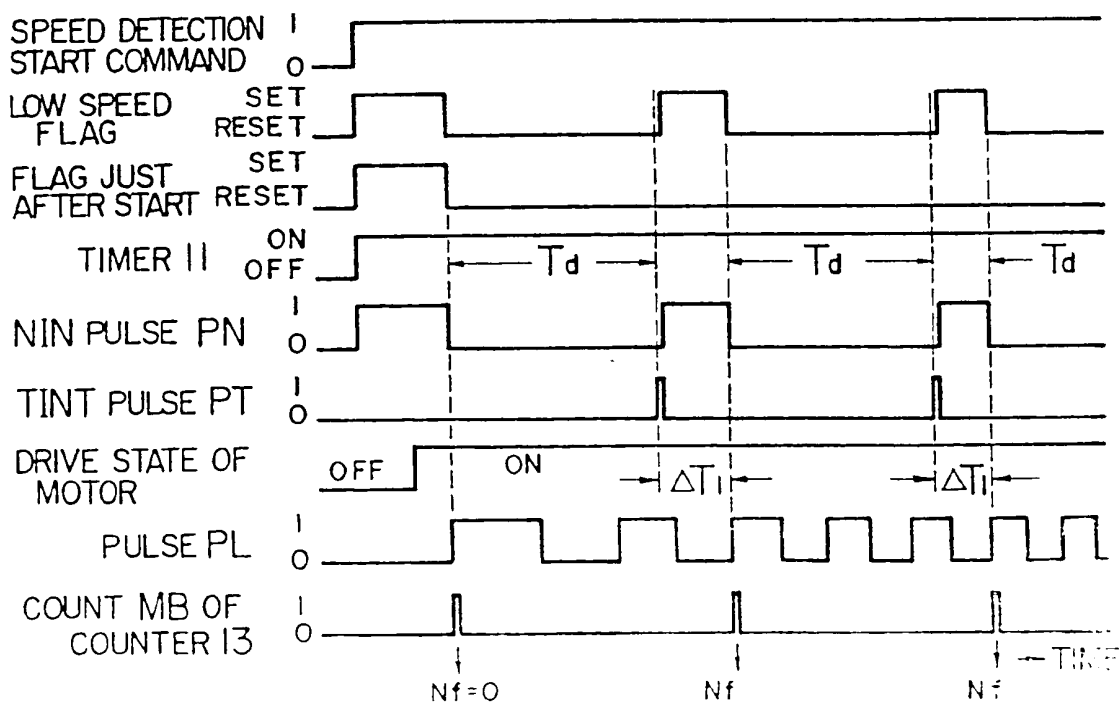 SPEED DETECTION
START COMMAND
1
0
LOW SPEED
FLAG
SET
RESET
FLAG JUST
AFTER START
SET
RESET
TIMER 11
ON
OFF
Td
Td
Td
NIN PULSE PN
1
0
TINT PULSE PT
1
0
DRIVE STATE OF
MOTOR
OFF
ON
ΔT1
ΔT1
PULSE PL
1
0
COUNT MB OF
COUNTER 13
1
0
TIME
Nf=0
Nf
Nf